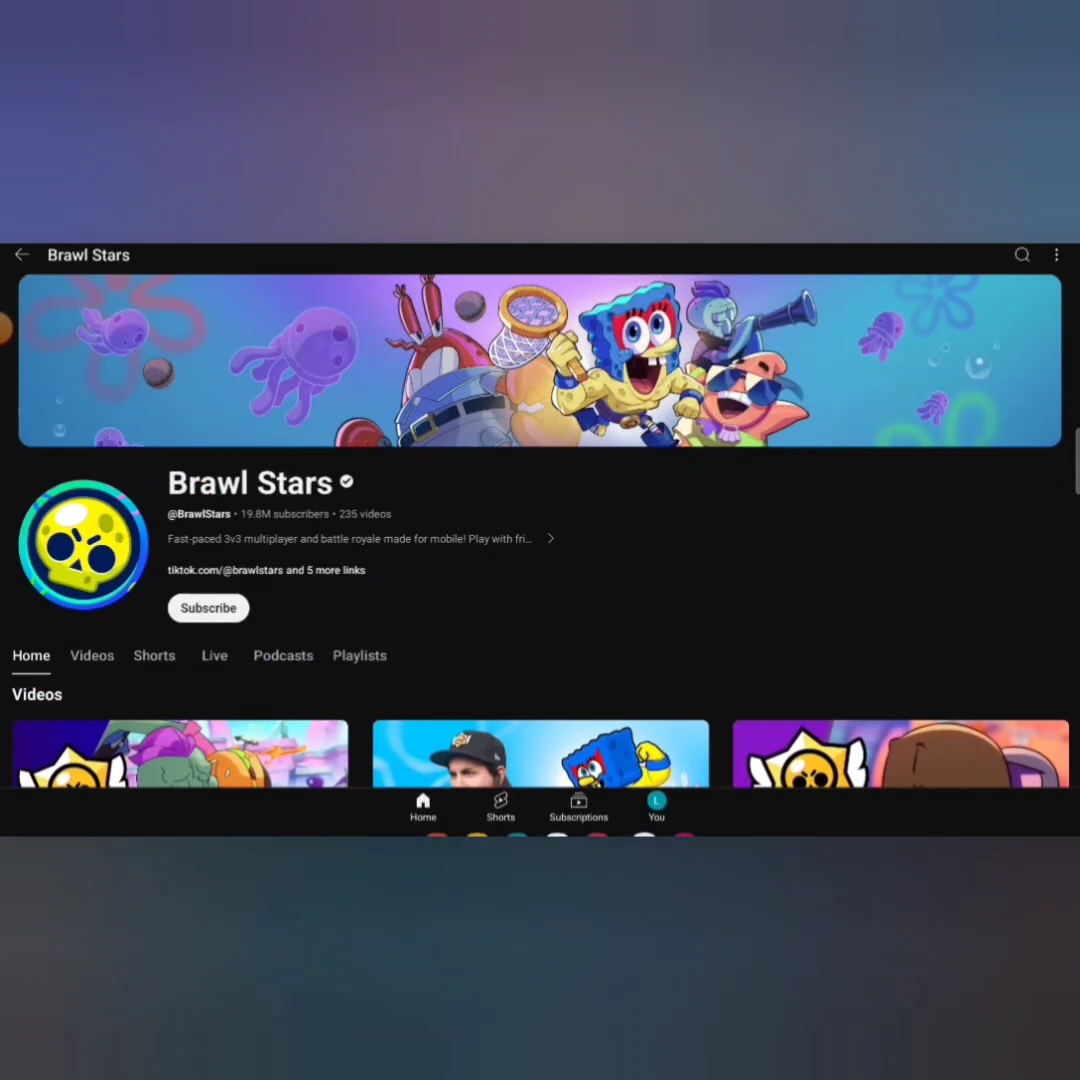 Brawl Stars
Brawl Stars
@BrawlStars • 19.8M subscribers • 235 videos
Fast-paced 3v3 multiplayer and battle royale made for mobile! Play with fri...
tiktok.com/@brawlstars and 5 more links
Subscribe
Home Videos Shorts Live Podcasts Playlists
Videos
Home Shorts Subscriptions You
L